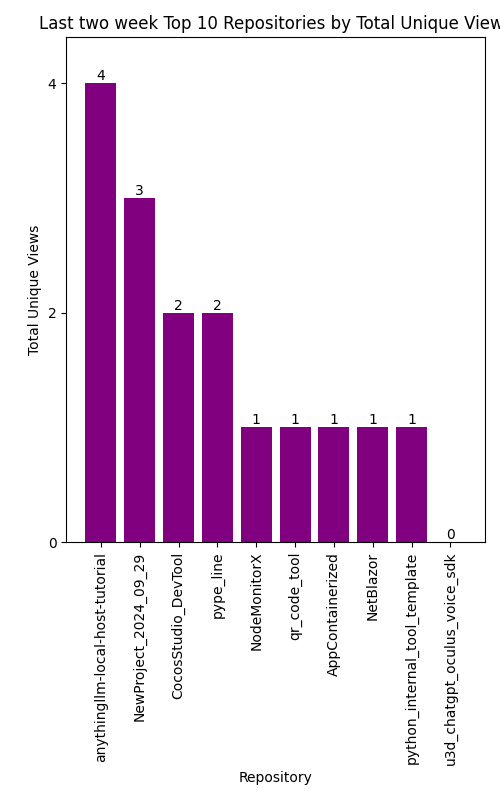 Last two week Top 10 Repositories by Total Unique View
4
3
2
2
1
1
1
1
1
0
Total Unique Views
4
2
0
anythingllm-local-host-tutorial
NewProject_2024_09_29
CocosStudio_DevTool
pype_line
NodeMonitorX
qr_code_tool
AppContainerized
NetBlazor
python_internal_tool_template
u3d_chatgpt_oculus_voice_sdk
Repository